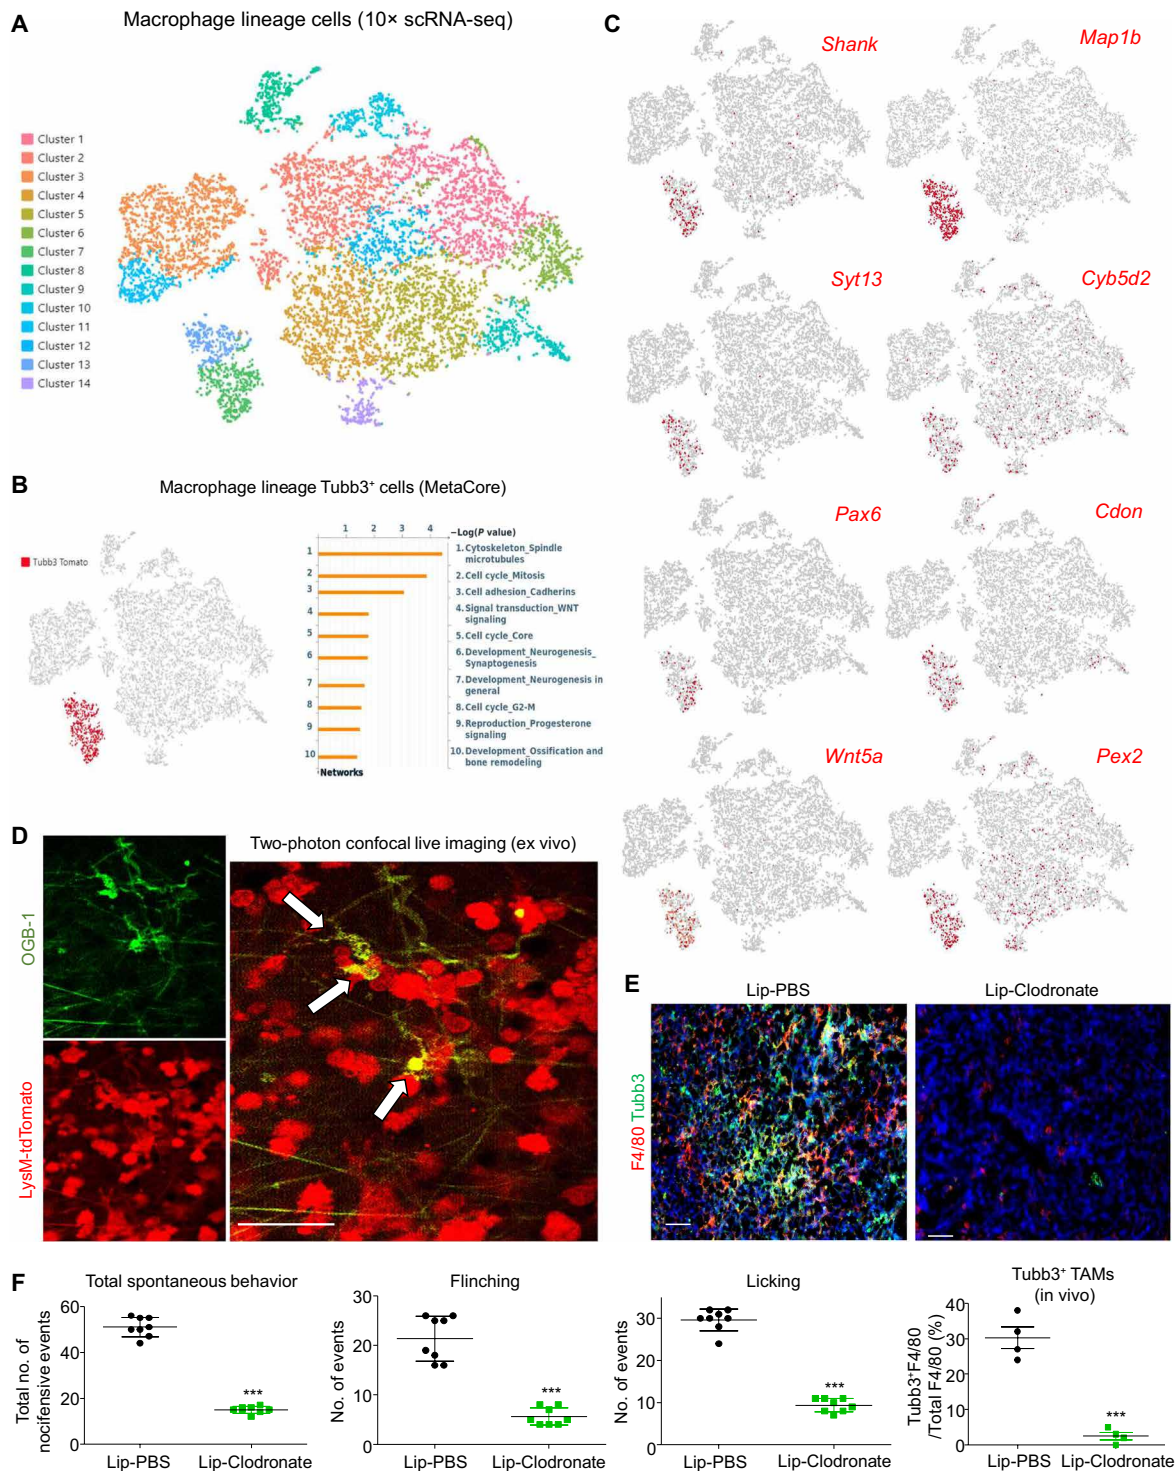 A
Macrophage lineage cells (10× scRNA-seq)
Cluster 1
Cluster 2
Cluster 3
Cluster 4
Cluster 5
Cluster 6
Cluster 7
Cluster 8
Cluster 9
Cluster 10
Cluster 11
Cluster 12
Cluster 13
Cluster 14
B
Macrophage lineage Tubb3⁺ cells (MetaCore)
Tubb3 Tomato
1 2 3 4
−Log(P value)
1
2
3
4
5
6
7
8
9
10
Networks
1. Cytoskeleton_Spindle
microtubules
2. Cell cycle_Mitosis
3. Cell adhesion_Cadherins
4. Signal transduction_WNT
signaling
5. Cell cycle_Core
6. Development_Neurogenesis_
Synaptogenesis
7. Development_Neurogenesis in
general
8. Cell cycle_G2-M
9. Reproduction_Progesterone
signaling
10. Development_Ossification and
bone remodeling
C
Shank
Map1b
Syt13
Cyb5d2
Pax6
Cdon
Wnt5a
Pex2
D
Two-photon confocal live imaging (ex vivo)
OGB-1
LysM-tdTomato
E
Lip-PBS
Lip-Clodronate
F4/80 Tubb3
F
Total spontaneous behavior
Total no. of
nocifensive events
60
40
20
0
***
Lip-PBS
Lip-Clodronate
Flinching
No. of events
30
20
10
0
***
Lip-PBS
Lip-Clodronate
Licking
No. of events
30
20
10
0
***
Lip-PBS
Lip-Clodronate
Tubb3⁺ TAMs
(in vivo)
Tubb3⁺F4/80
/Total F4/80 (%)
40
30
20
10
0
***
Lip-PBS
Lip-Clodronate